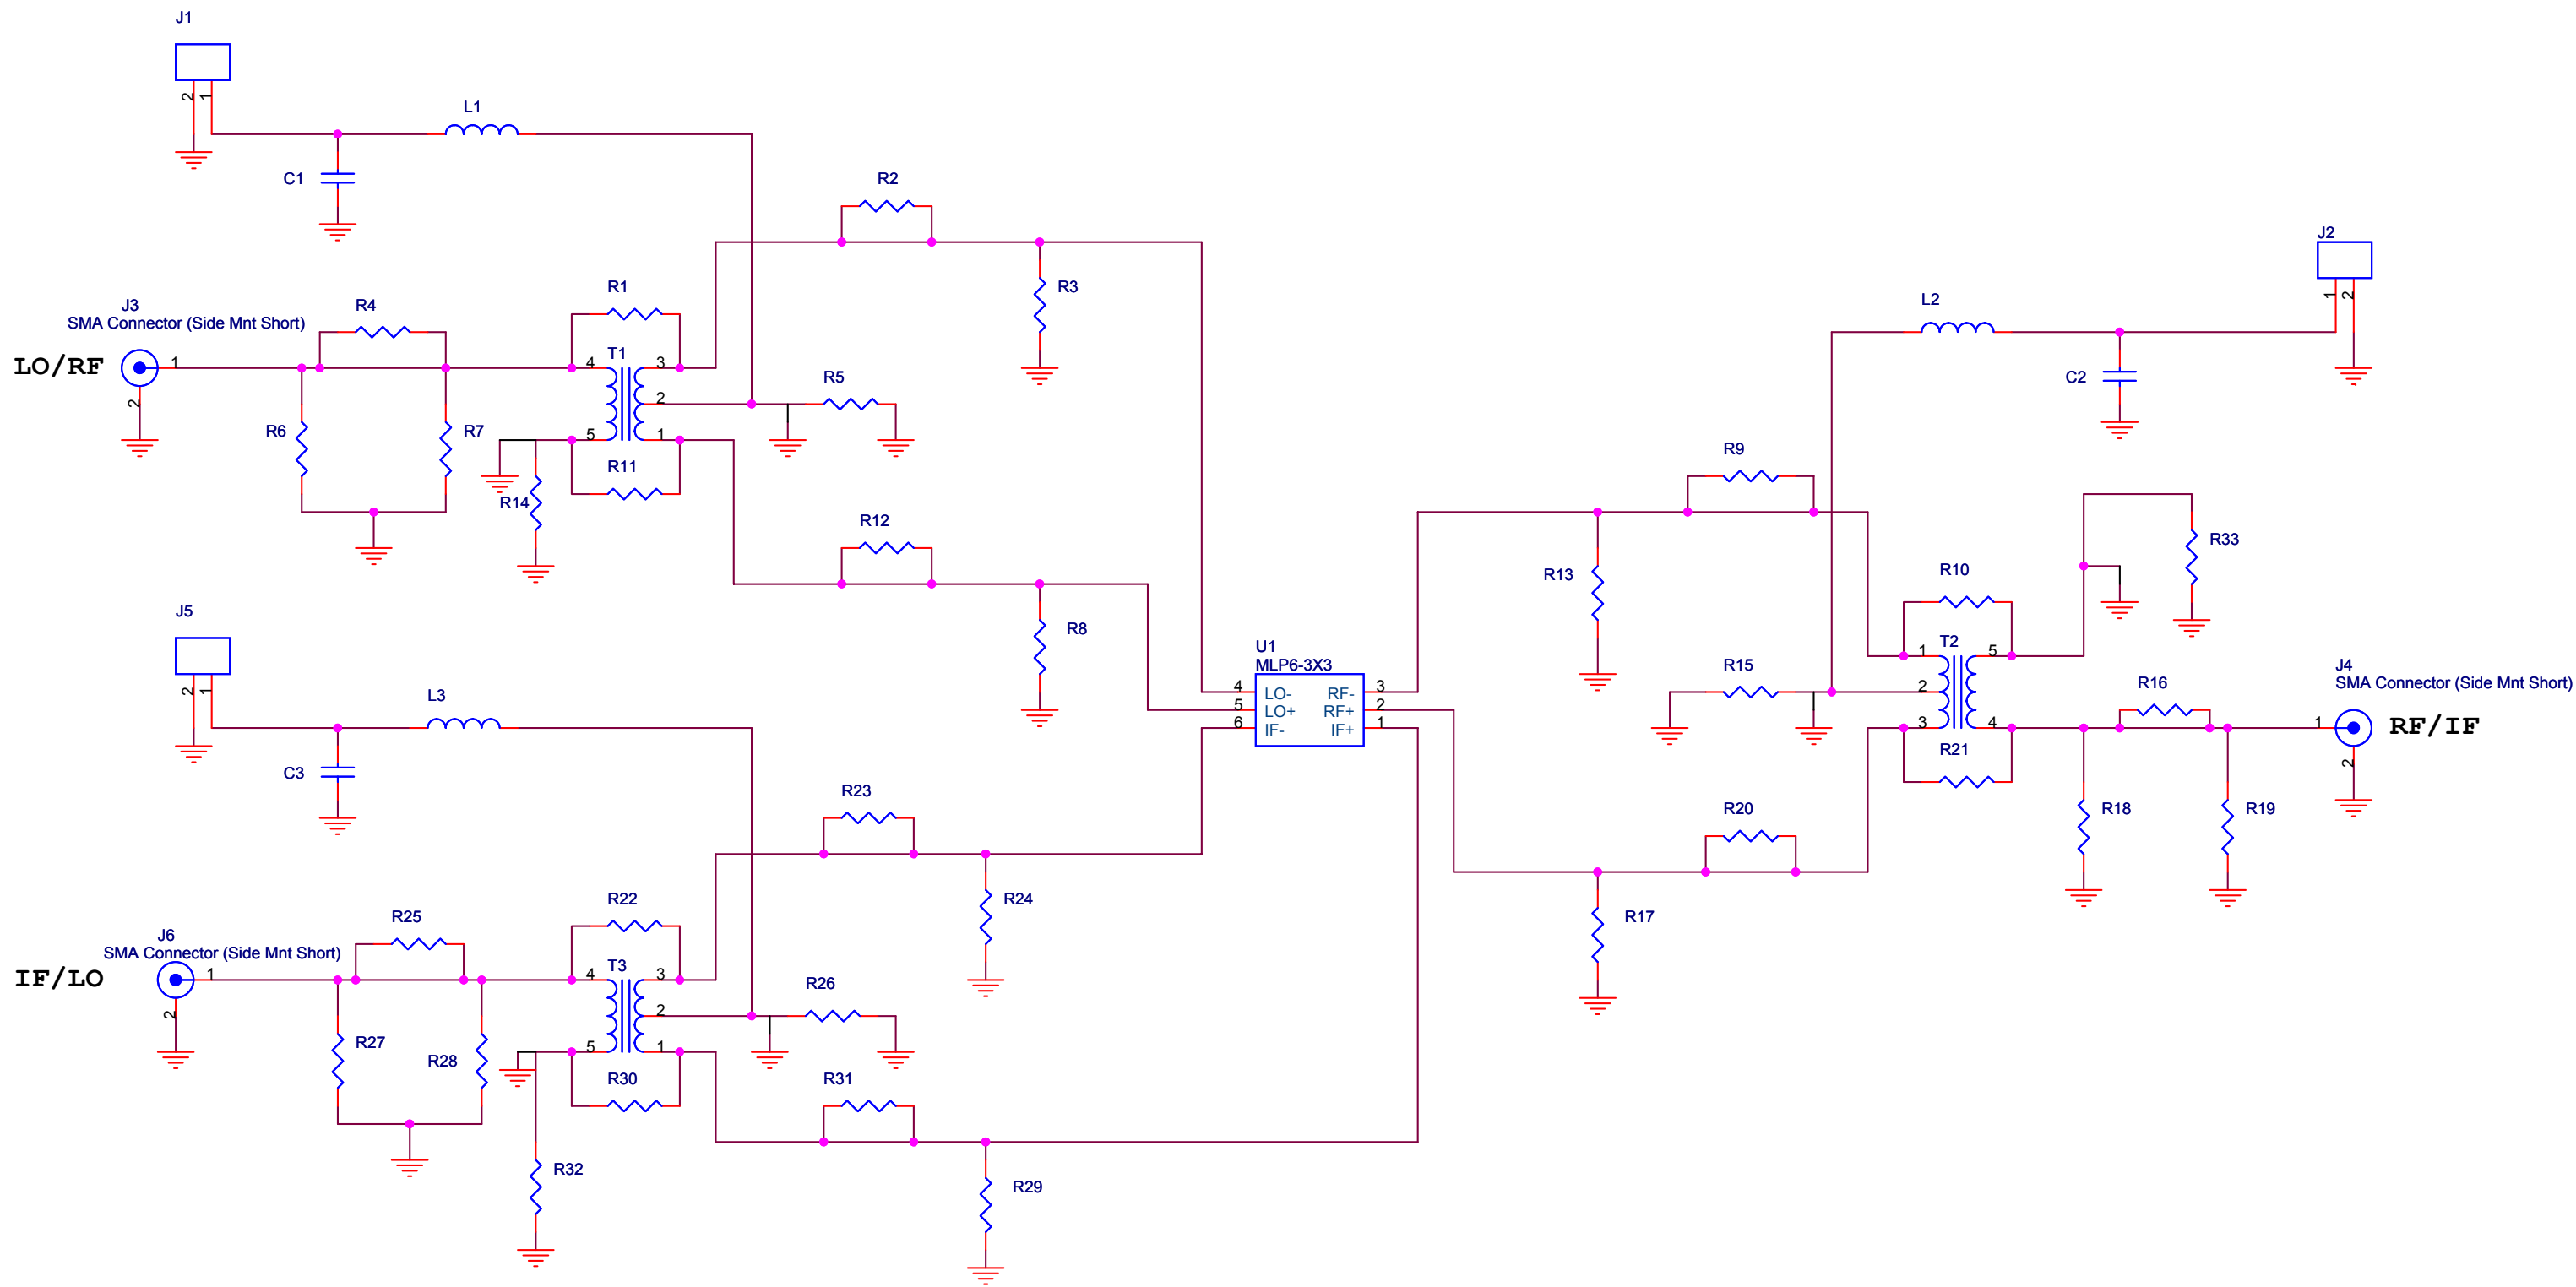 J1
2
1
L1
C1
R2
R3
J2
1
2
L2
C2
J3
SMA Connector (Side Mnt Short)
LO/RF
1
2
R4
R6
R7
R1
T1
4
3
2
5
1
R5
R11
R14
R12
R8
R9
R13
R33
R10
T2
1
5
2
3
4
R21
R15
R16
J4
SMA Connector (Side Mnt Short)
1
RF/IF
2
R18
R19
R20
R17
U1
MLP6-3X3
4 LO- RF- 3
5 LO+ RF+ 2
6 IF- IF+ 1
J5
2
1
L3
C3
R23
R24
J6
SMA Connector (Side Mnt Short)
IF/LO
1
2
R25
R27
R28
R22
T3
4
3
2
5
1
R26
R30
R31
R32
R29